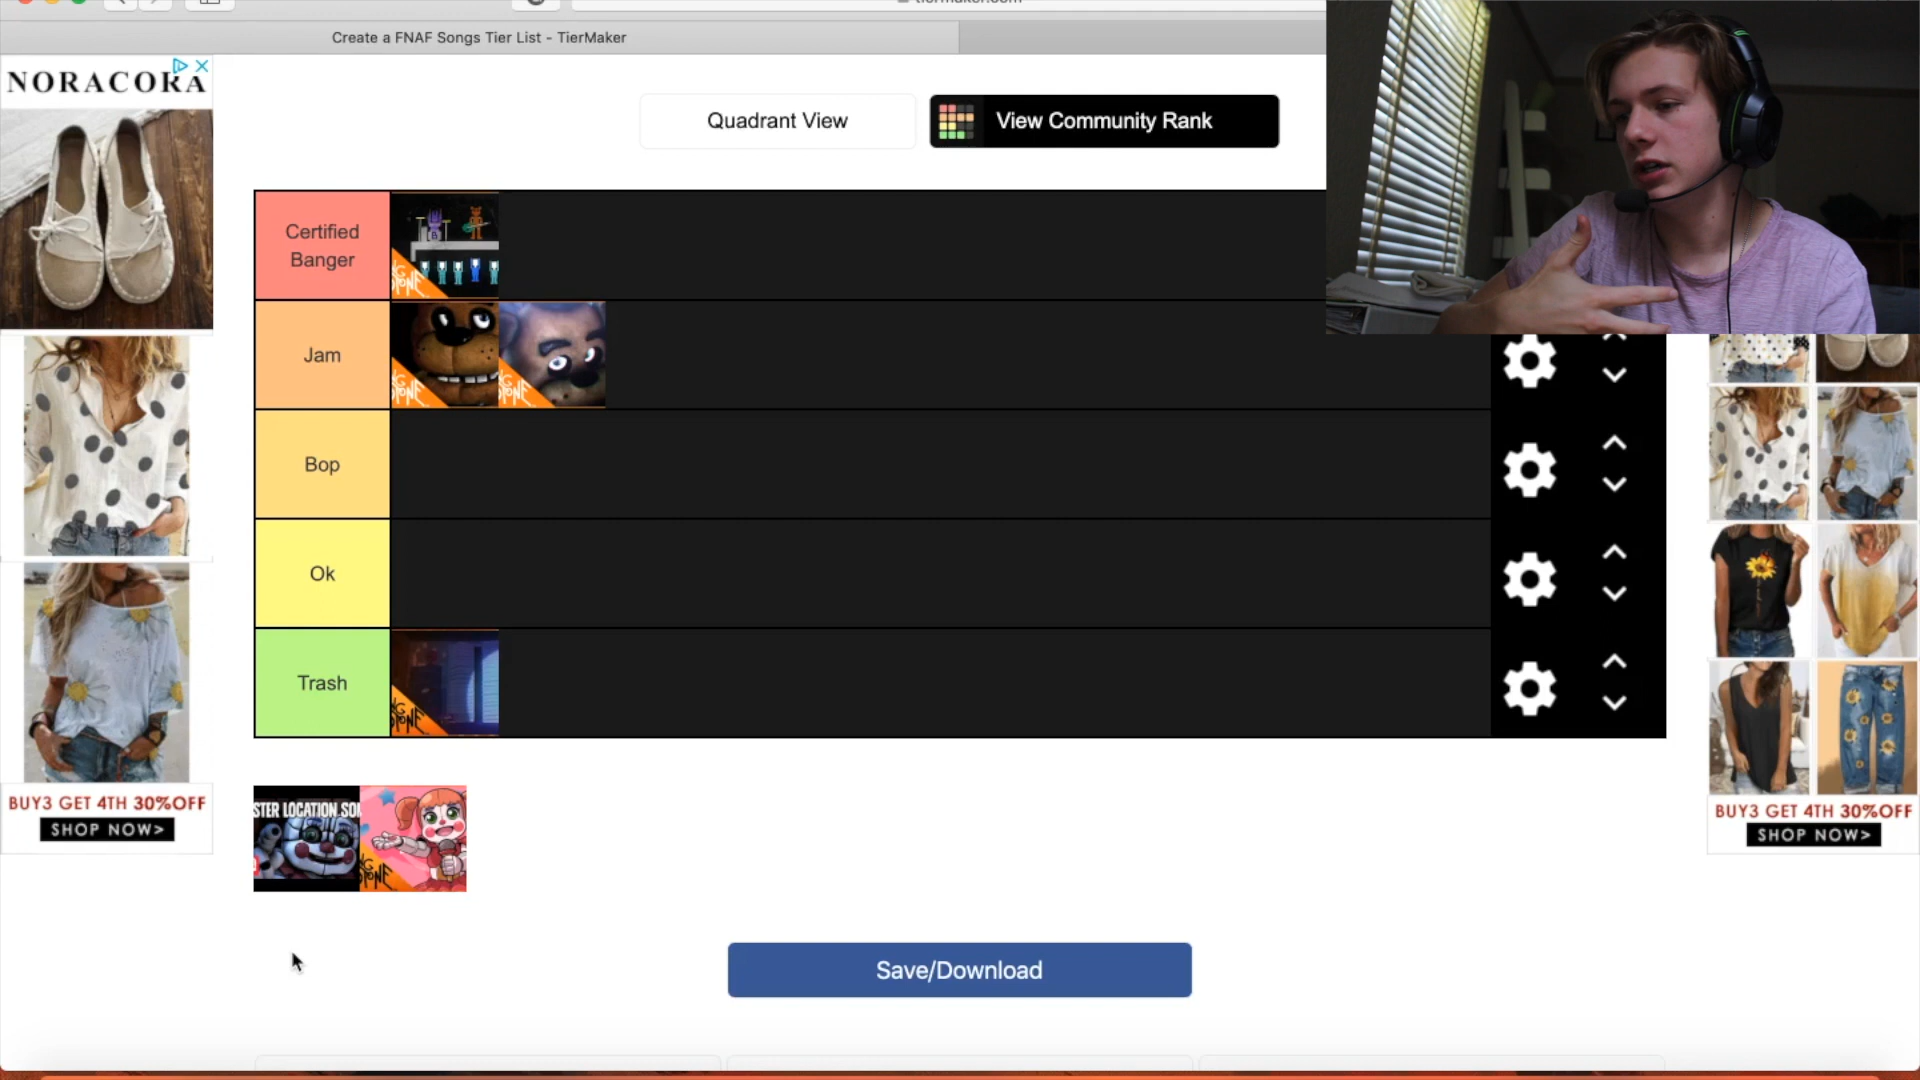 Create a FNAF Songs Tier List - TierMaker
NORACORA
Quadrant View
View Community Rank
Certified
Banger
Jam
Bop
Ok
Trash
BUY3 GET 4TH 30%OFF
SHOP NOW>
BUY3 GET 4TH 30%OFF
SHOP NOW>
STER LOCATION SO
Save/Download